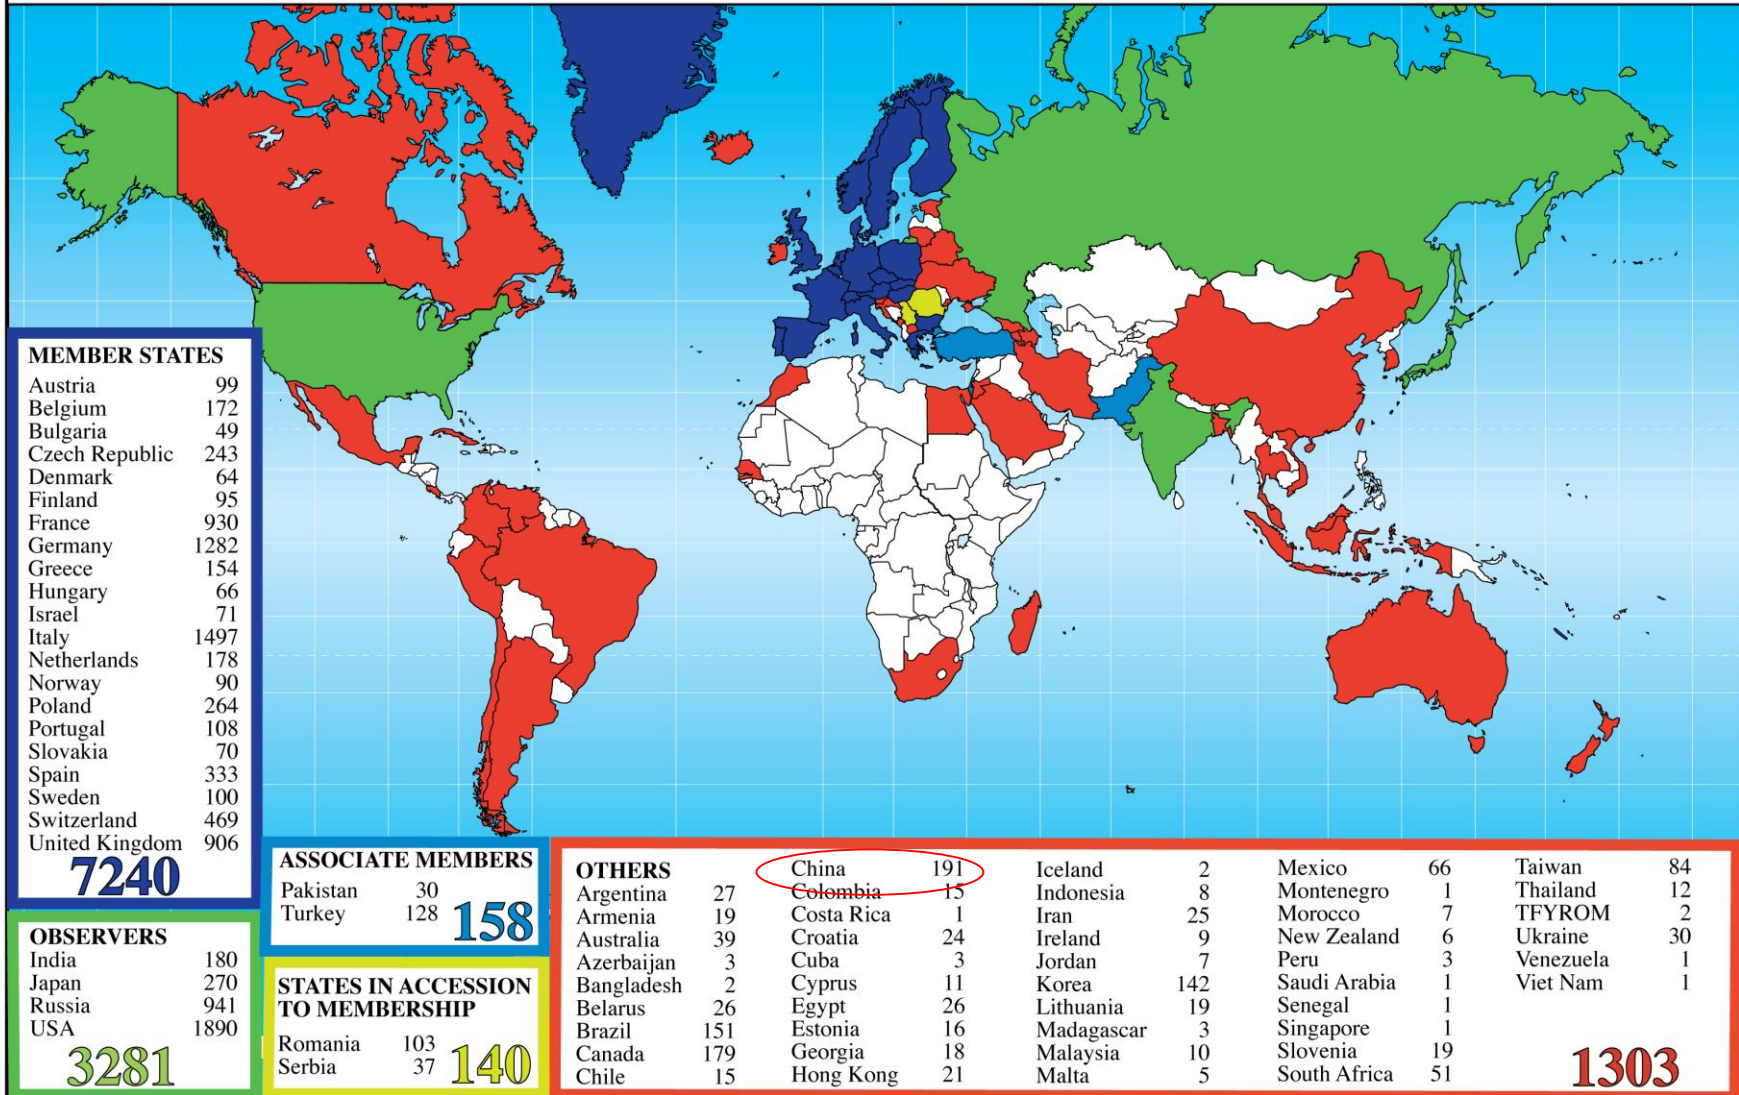 MEMBER STATES
Austria 99
Belgium 172
Bulgaria 49
Czech Republic 243
Denmark 64
Finland 95
France 930
Germany 1282
Greece 154
Hungary 66
Israel 71
Italy 1497
Netherlands 178
Norway 90
Poland 264
Portugal 108
Slovakia 70
Spain 333
Sweden 100
Switzerland 469
United Kingdom 906
7240
OBSERVERS
India 180
Japan 270
Russia 941
USA 1890
3281
ASSOCIATE MEMBERS
Pakistan 30
Turkey 128
158
STATES IN ACCESSION
TO MEMBERSHIP
Romania 103
Serbia 37
140
OTHERS
Argentina 27
Armenia 19
Australia 39
Azerbaijan 3
Bangladesh 2
Belarus 26
Brazil 151
Canada 179
Chile 15
China 191
Colombia 15
Costa Rica 1
Croatia 24
Cuba 3
Cyprus 11
Egypt 26
Estonia 16
Georgia 18
Hong Kong 21
Iceland 2
Indonesia 8
Iran 25
Ireland 9
Jordan 7
Korea 142
Lithuania 19
Madagascar 3
Malaysia 10
Malta 5
Mexico 66
Montenegro 1
Morocco 7
New Zealand 6
Peru 3
Saudi Arabia 1
Senegal 1
Singapore 1
Slovenia 19
South Africa 51
Taiwan 84
Thailand 12
TFYROM 2
Ukraine 30
Venezuela 1
Viet Nam 1
1303